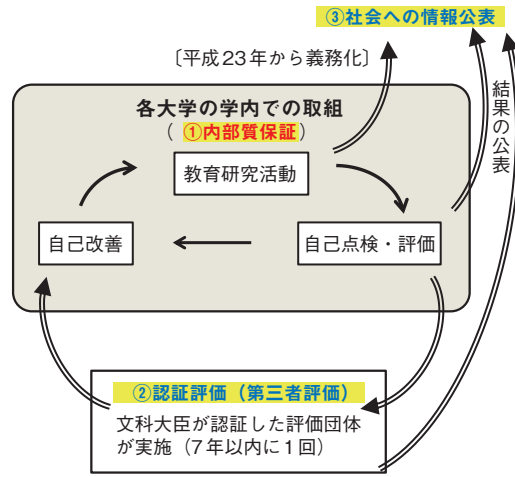 ③社会への情報公表
〔平成23年から義務化〕
結果の公表
各大学の学内での取組
（①内部質保証）
教育研究活動
自己改善
自己点検・評価
②認証評価（第三者評価）
文科大臣が認証した評価団体
が実施（7年以内に1回）